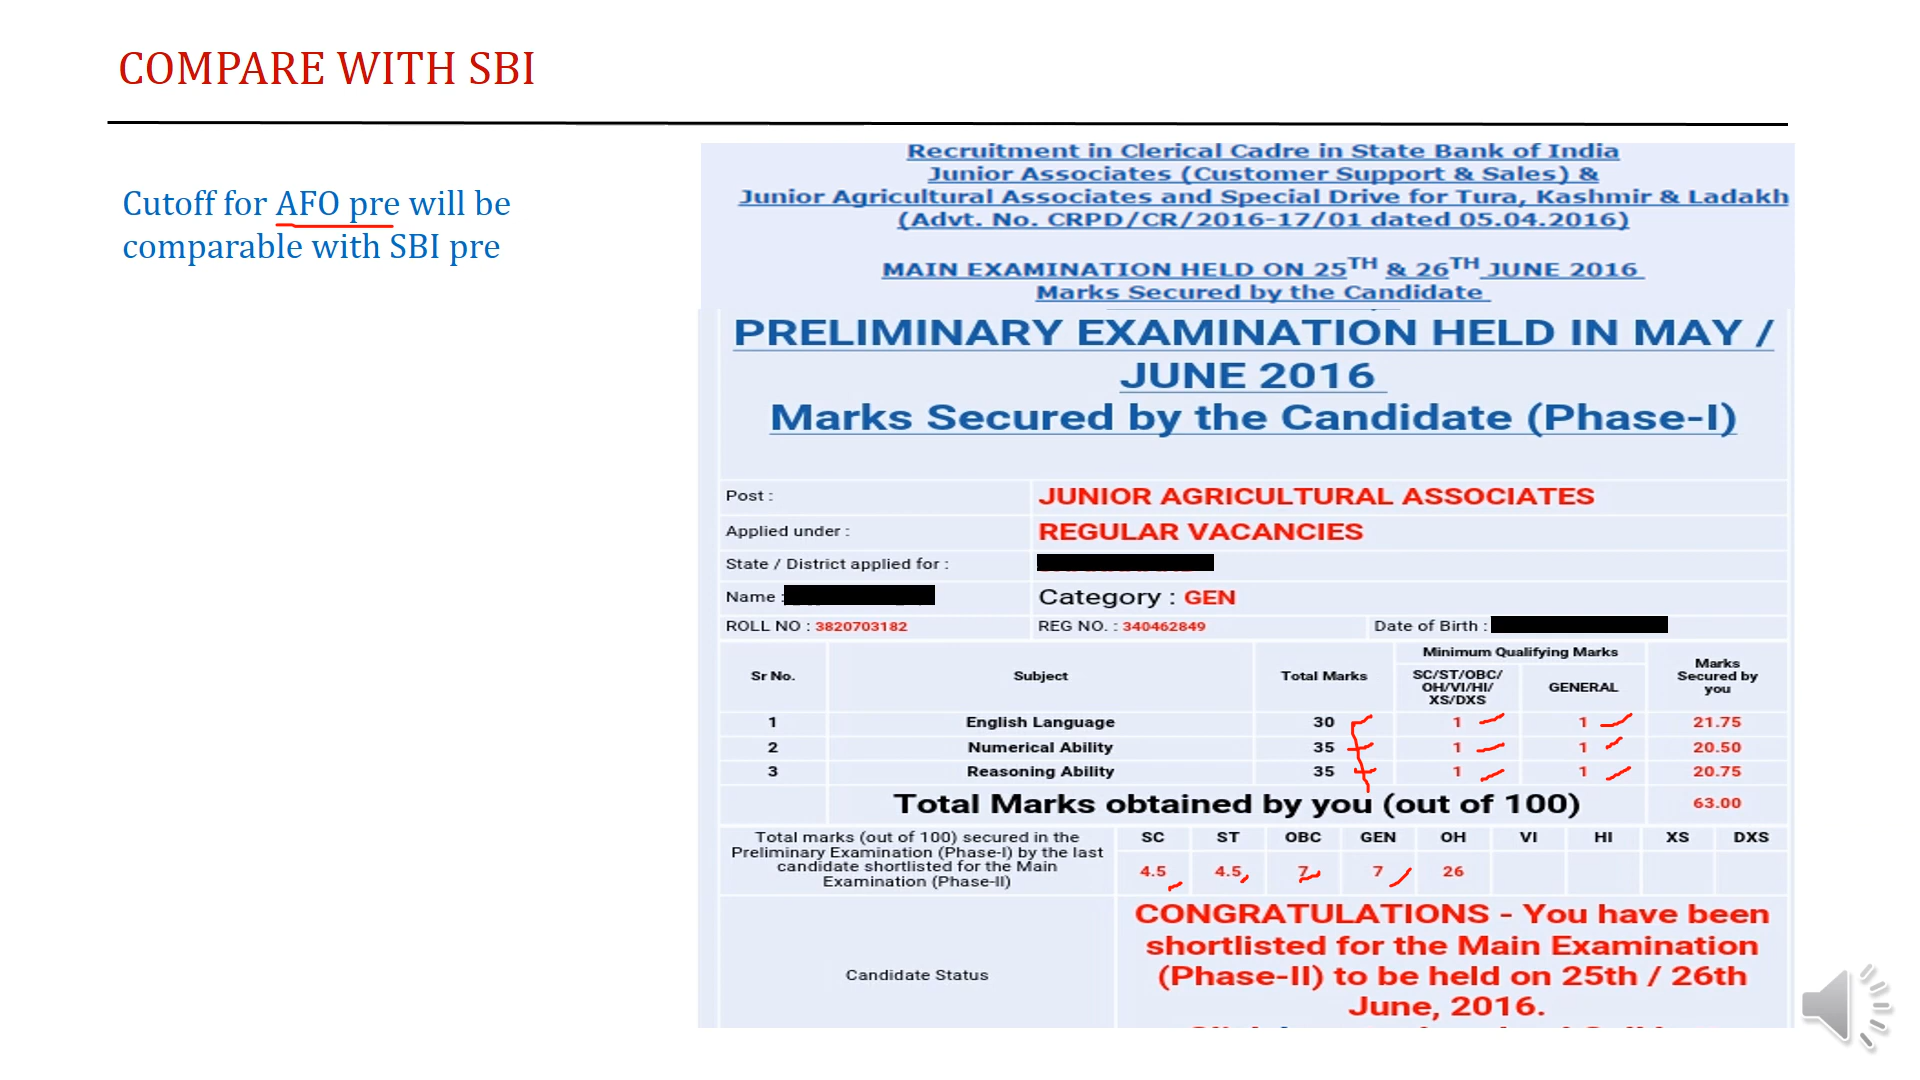 COMPARE WITH SBI
Cutoff for AFO pre will be
comparable with SBI pre
Recruitment in Clerical Cadre in State Bank of India
Junior Associates (Customer Support & Sales) &
Junior Agricultural Associates and Special Drive for Tura, Kashmir & Ladakh
(Advt. No. CRPD/CR/2016-17/01 dated 05.04.2016)
MAIN EXAMINATION HELD ON 25TH & 26TH JUNE 2016
Marks Secured by the Candidate
PRELIMINARY EXAMINATION HELD IN MAY /
JUNE 2016
Marks Secured by the Candidate (Phase-I)
Post : JUNIOR AGRICULTURAL ASSOCIATES
Applied under : REGULAR VACANCIES
State / District applied for :
Name : Category : GEN
ROLL NO : 3820703182 REG NO. : 340462849 Date of Birth :
Sr No. Subject Total Marks Minimum Qualifying Marks Marks Secured by you
SC/ST/OBC/
OH/VI/HI/
XS/DXS
GENERAL
1 English Language 30 1 1 21.75
2 Numerical Ability 35 1 1 20.50
3 Reasoning Ability 35 1 1 20.75
Total Marks obtained by you (out of 100) 63.00
Total marks (out of 100) secured in the
Preliminary Examination (Phase-I) by the last
candidate shortlisted for the Main
Examination (Phase-II)
SC ST OBC GEN OH VI HI XS DXS
4.5 4.5 7 7 26
Candidate Status
CONGRATULATIONS - You have been
shortlisted for the Main Examination
(Phase-II) to be held on 25th / 26th
June, 2016.